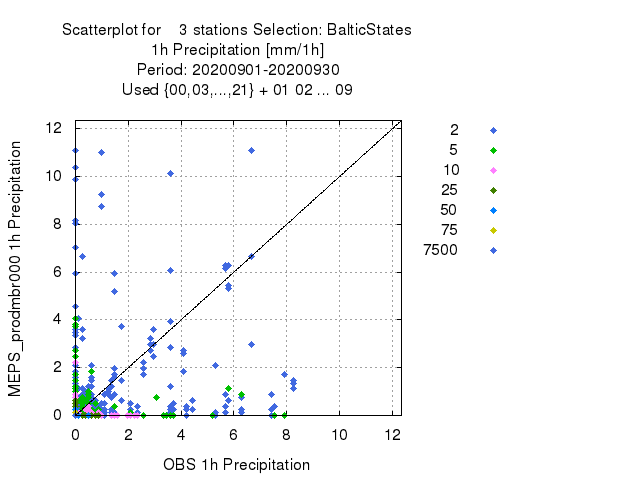 Scatterplot for 3 stations Selection: BalticStates
1h Precipitation [mm/1h]
Period: 20200901-20200930
Used {00,03,...,21} + 01 02 ... 09
MEPS_prodmbr000 1h Precipitation
12
10
8
6
4
2
0
0 2 4 6 8 10 12
OBS 1h Precipitation
2
5
10
25
50
75
7500